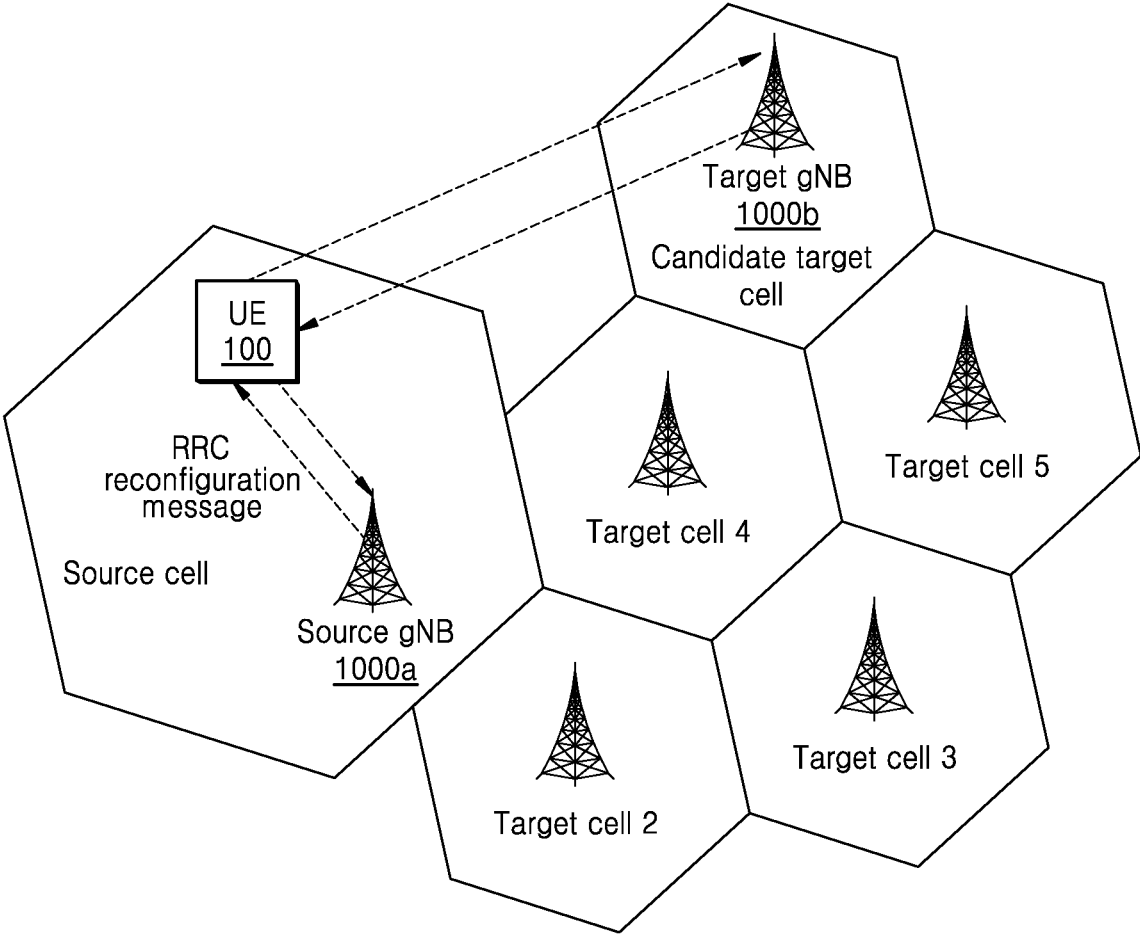 Target gNB
1000b
Candidate target
cell
UE
100
RRC
reconfiguration
message
Source cell
Source gNB
1000a
Target cell 5
Target cell 4
Target cell 3
Target cell 2